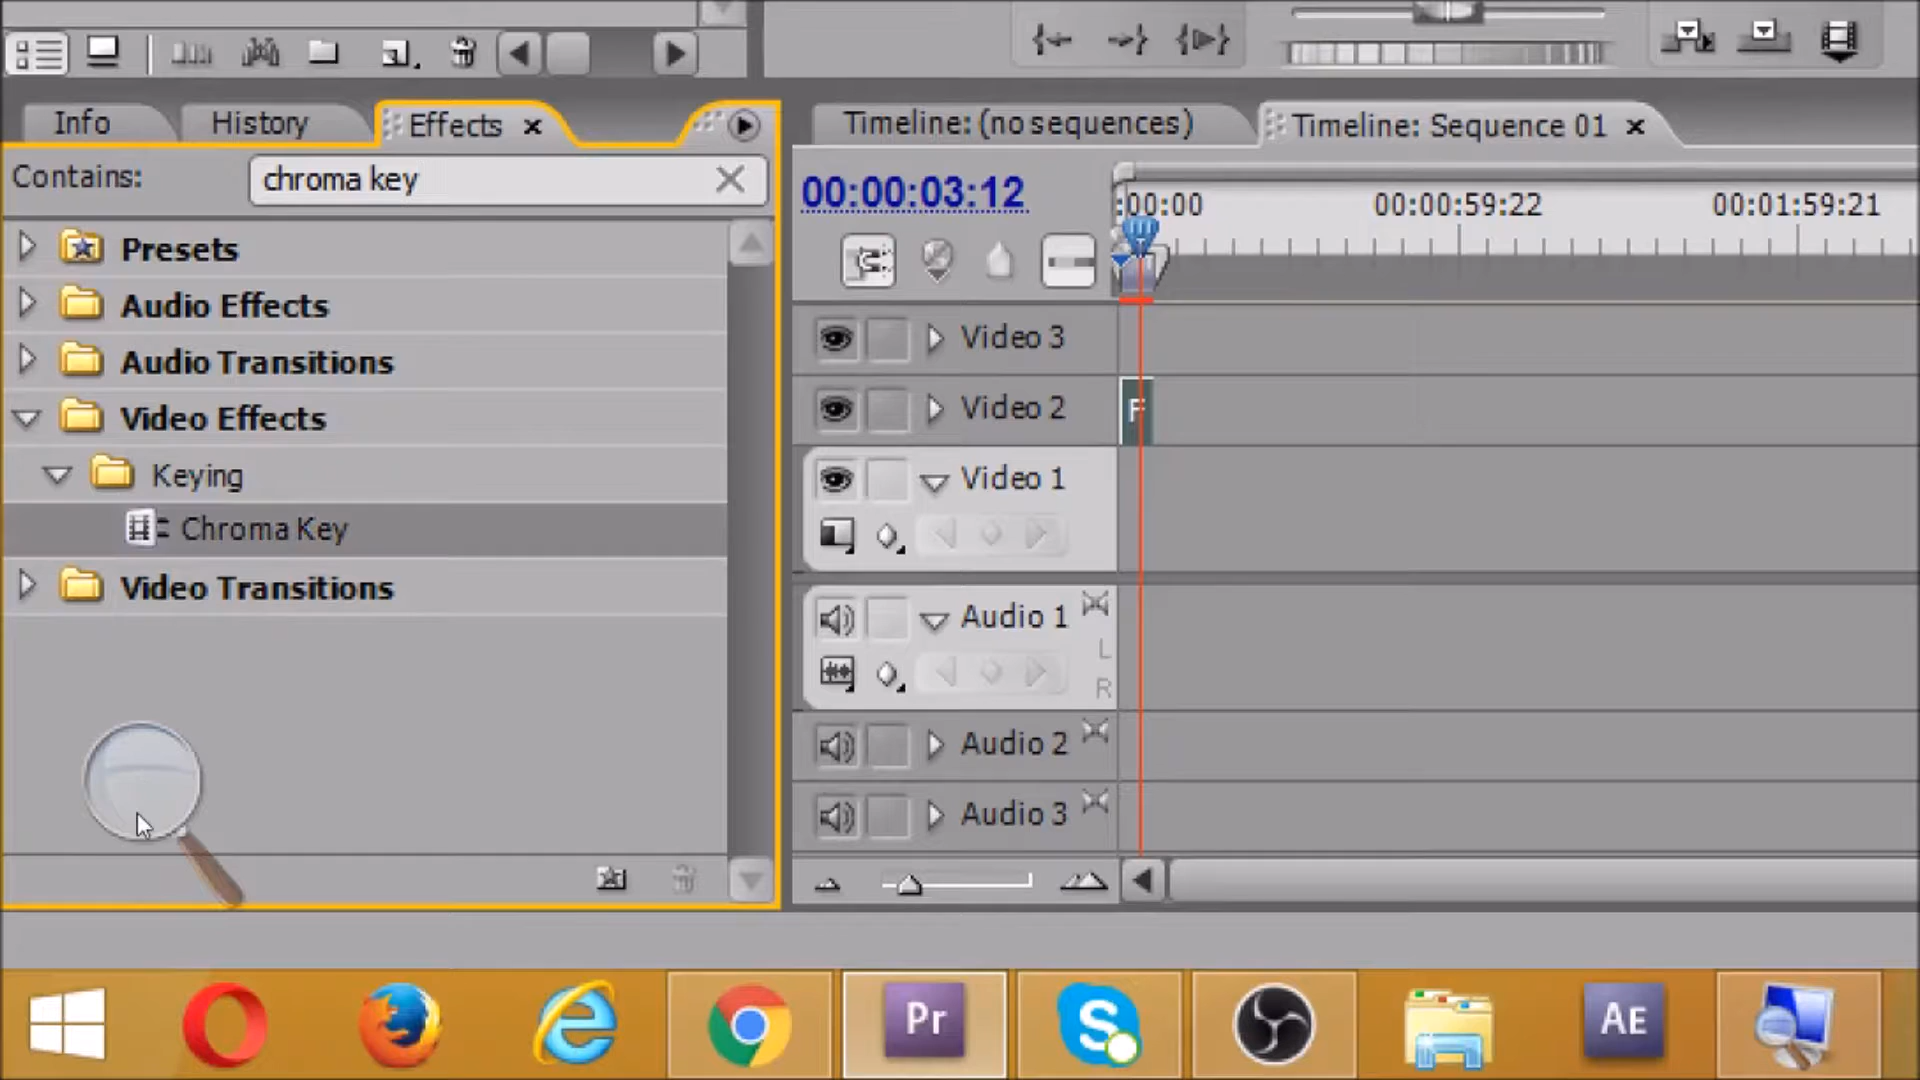 Info
History
Effects
Timeline: (no sequences)
Timeline: Sequence 01
Contains:
chroma key
00:00:03:12
:00:00
00:00:59:22
00:01:59:21
Presets
Audio Effects
Audio Transitions
Video Effects
Keying
Chroma Key
Video Transitions
Video 3
Video 2
F
Video 1
Audio 1
L
R
Audio 2
Audio 3
Pr
S
AE